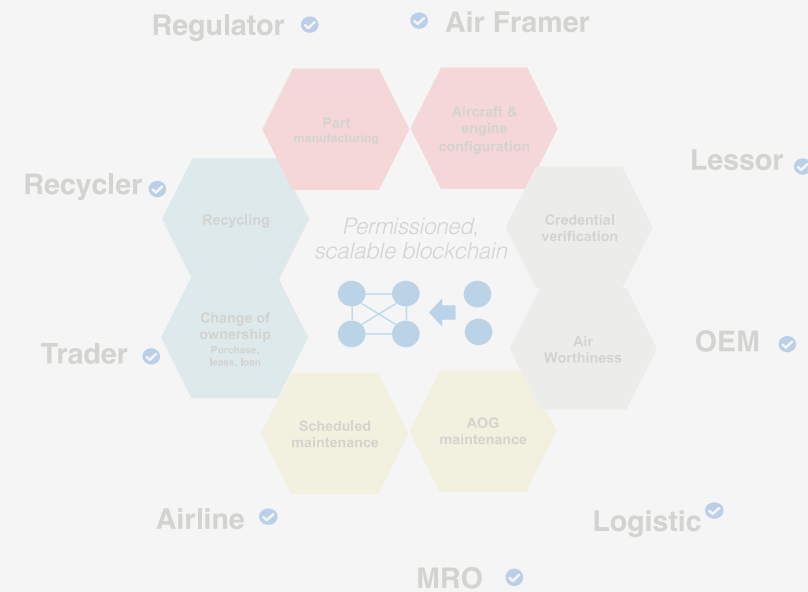 Regulator
Air Framer
Part
manufacturing
Aircraft &
engine
configuration
Lessor
Recycler
Recycling
Permissioned,
scalable blockchain
Credential
verification
Change of
ownership
Purchase,
lease, loan
Air
Worthiness
OEM
Trader
Scheduled
maintenance
AOG
maintenance
Airline
Logistic
MRO